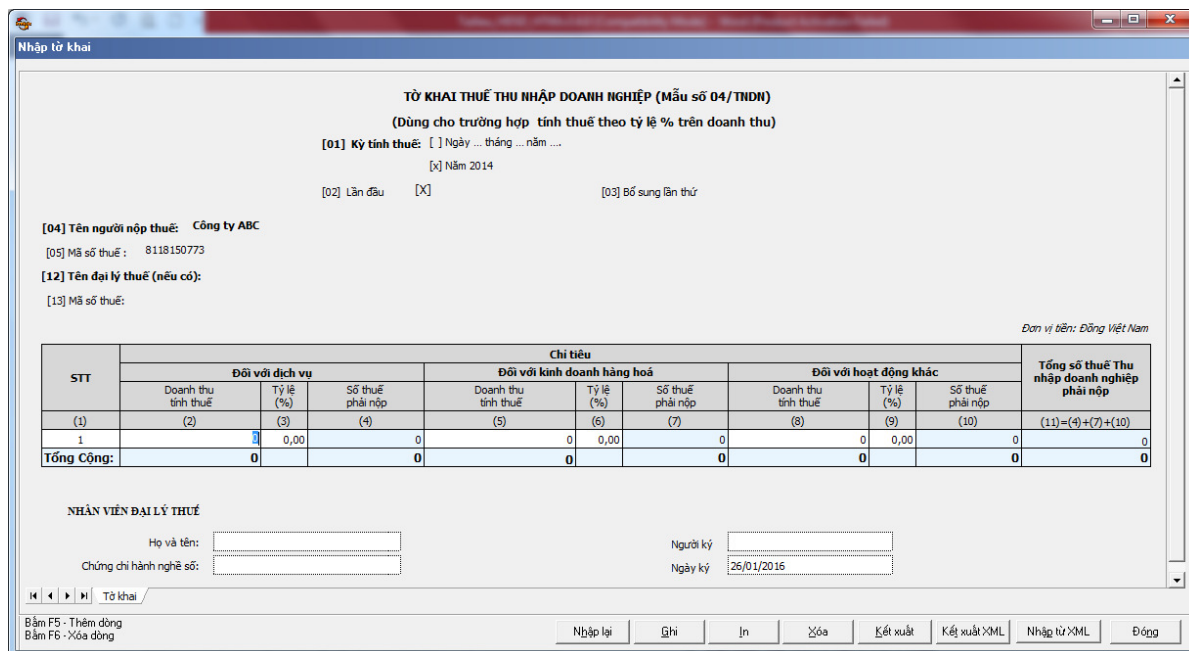 Nhập tờ khai
TỜ KHAI THUẾ THU NHẬP DOANH NGHIỆP (Mẫu số 04/TNDN)
(Dùng cho trường hợp tính thuế theo tỷ lệ % trên doanh thu)
[01] Kỳ tính thuế: [ ] Ngày ... tháng ... năm ....
[x] Năm 2014
[02] Lần đầu [X] [03] Bổ sung lần thứ
[04] Tên người nộp thuế: Công ty ABC
[05] Mã số thuế : 8118150773
[12] Tên đại lý thuế (nếu có):
[13] Mã số thuế:
Đơn vị tiền: Đồng Việt Nam
STT Chỉ tiêu Tổng số thuế Thu nhập doanh nghiệp phải nộp
Đối với dịch vụ Đối với kinh doanh hàng hoá Đối với hoạt động khác
Doanh thu tính thuế Tỷ lệ (%) Số thuế phải nộp Doanh thu tính thuế Tỷ lệ (%) Số thuế phải nộp Doanh thu tính thuế Tỷ lệ (%) Số thuế phải nộp
(1) (2) (3) (4) (5) (6) (7) (8) (9) (10) (11)=(4)+(7)+(10)
1 0 0,00 0 0 0,00 0 0 0,00 0 0
Tổng Cộng: 0 0 0 0 0 0 0
NHÂN VIÊN ĐẠI LÝ THUẾ
Họ và tên: Người ký
Chứng chỉ hành nghề số: Ngày ký 26/01/2016
Tờ khai
Bấm F5 - Thêm dòng
Bấm F6 - Xóa dòng
Nhập lại Ghi In Xóa Kết xuất Kết xuất XML Nhập từ XML Đóng